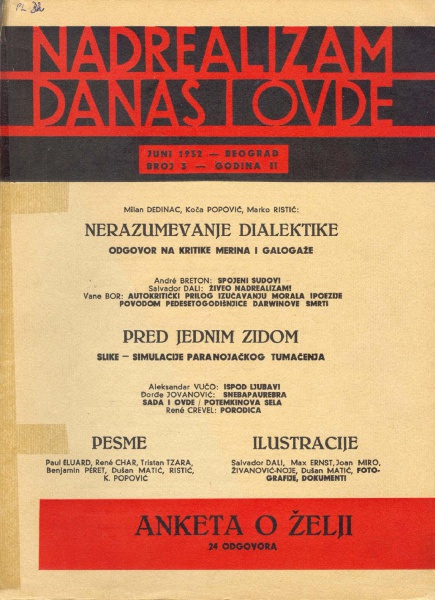 NADREALIZAM
DANAS I OVDE
JUNI 1932 — BEOGRAD
BROJ 3 — GODINA II
Milan DEDINAC, Koča POPOVIĆ, Marko RISTIĆ:
NERAZUMEVANJE DIALEKTIKE
ODGOVOR NA KRITIKE MERINA I GALOGAŽE
André BRETON: SPOJENI SUDOVI
Salvador DALI: ŽIVEO NADREALIZAM!
Vane BOR: AUTOKRITIČKI PRILOG IZUČAVANJU MORALA IPOEZIJE
POVODOM PEDESETOGODIŠNJICE DARWINOVE SMRTI
PRED JEDNIM ZIDOM
SLIKE — SIMULACIJE PARANOJAČKOG TUMAČENJA
Aleksandar VUČO: ISPOD LJUBAVI
Đorđe JOVANOVIĆ: SNEBAPAUREBRA
SADA I OVDE / POTEMKINOVA SELA
René CREVEL: PORODICA
PESME
Paul ELUARD, René CHAR, Tristan TZARA,
Benjamin PÉRET, Dušan MATIĆ, RISTIĆ,
K. POPOVIĆ
ILUSTRACIJE
Salvador DALI, Max ERNST, Joan MIRO,
ŽIVANOVIĆ-NOJE, Dušan MATIĆ, FOTO-
GRAFIJE, DOKUMENTI
ANKETA O ŽELJI
24 ODGOVORA